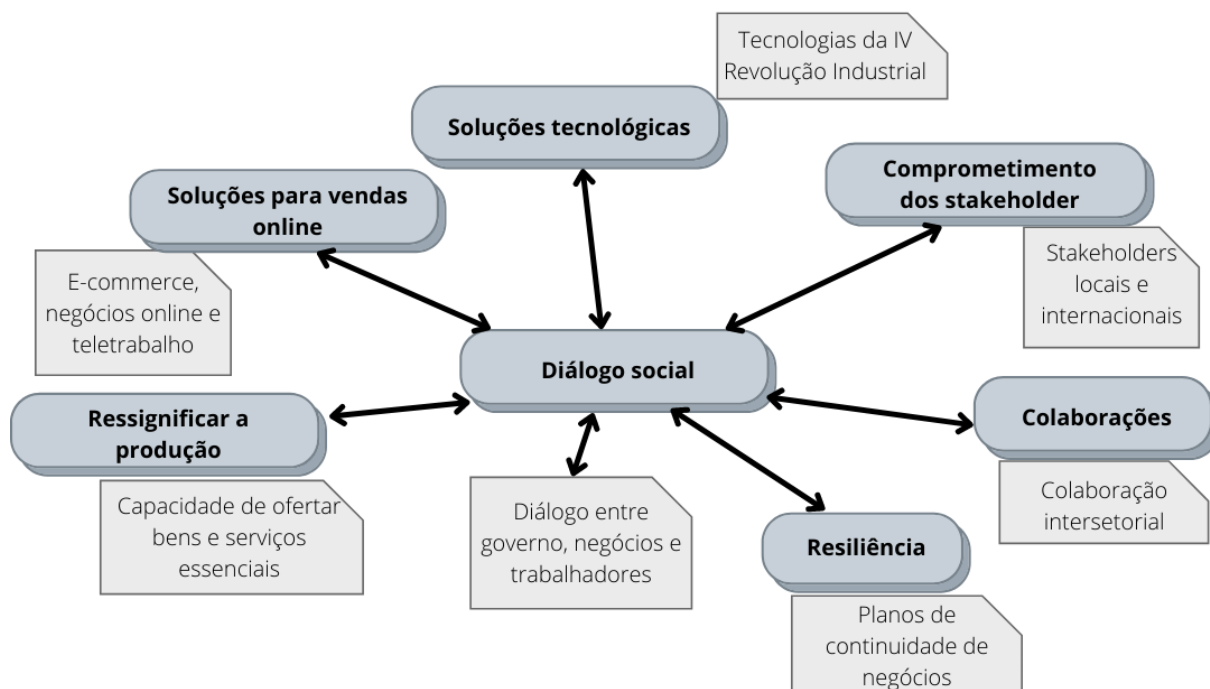 Tecnologias da IV
Revolução Industrial
Soluções tecnológicas
Comprometimento
dos stakeholder
Stakeholders
locais e
internacionais
Soluções para vendas
online
E-commerce,
negócios online e
teletrabalho
Diálogo social
Ressignificar a
produção
Capacidade de ofertar
bens e serviços
essenciais
Diálogo entre
governo, negócios e
trabalhadores
Colaborações
Colaboração
intersetorial
Resiliência
Planos de
continuidade de
negócios